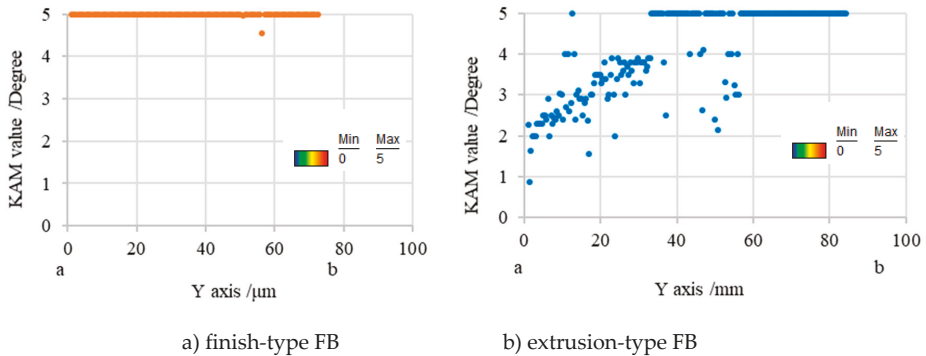 KAM value /Degree
5
4
3
2
1
0
Min Max
0 5
0 20 40 60 80 100
a b
Y axis /μm
a) finish-type FB
KAM value /Degree
5
4
3
2
1
0
Min Max
0 5
0 20 40 60 80 100
a b
Y axis /mm
b) extrusion-type FB